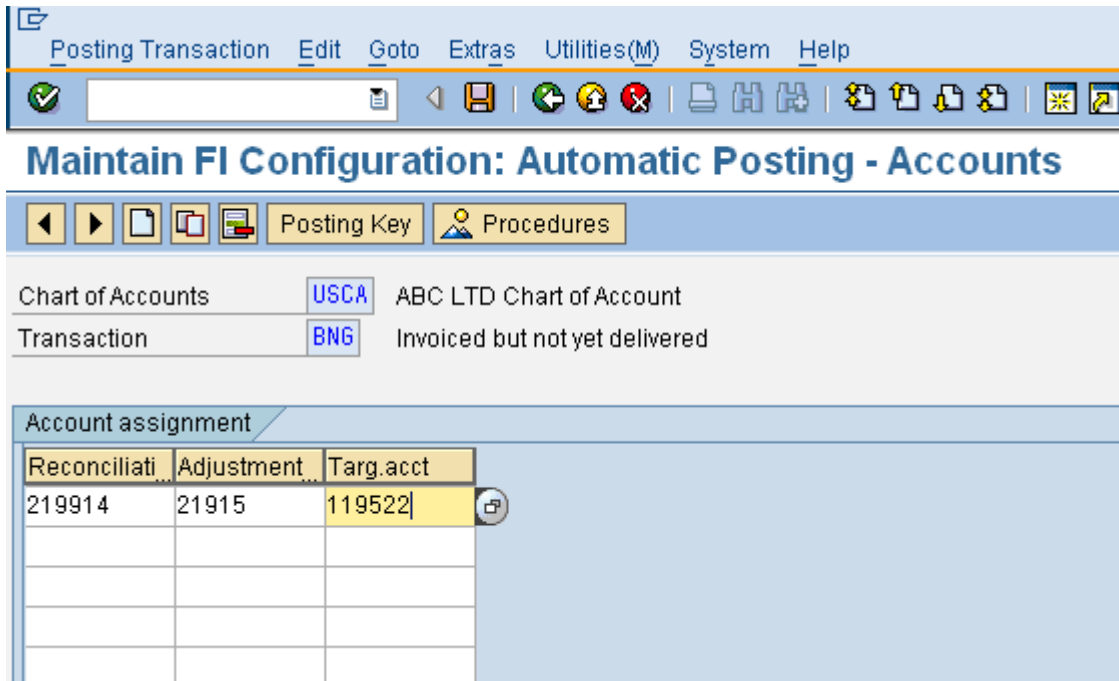 Posting Transaction Edit Goto Extras Utilities(M) System Help
Maintain FI Configuration: Automatic Posting - Accounts
Posting Key Procedures
Chart of Accounts USCA ABC LTD Chart of Account
Transaction BNG Invoiced but not yet delivered
Account assignment
Reconciliati... Adjustment... Targ.acct
219914 21915 119522